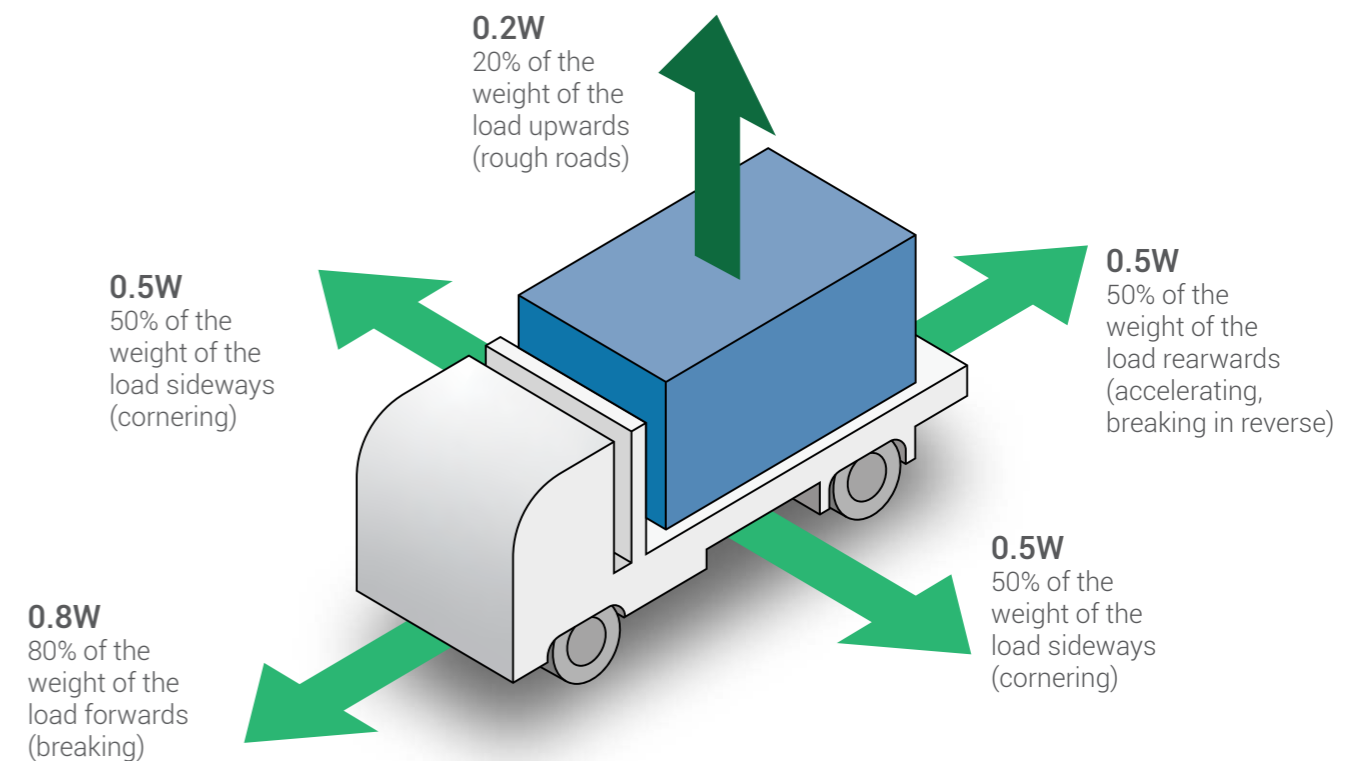 0.2W
20% of the
weight of the
load upwards
(rough roads)
0.5W
50% of the
weight of the
load sideways
(cornering)
0.5W
50% of the
weight of the
load rearwards
(accelerating,
breaking in reverse)
0.5W
50% of the
weight of the
load sideways
(cornering)
0.8W
80% of the
weight of the
load forwards
(breaking)